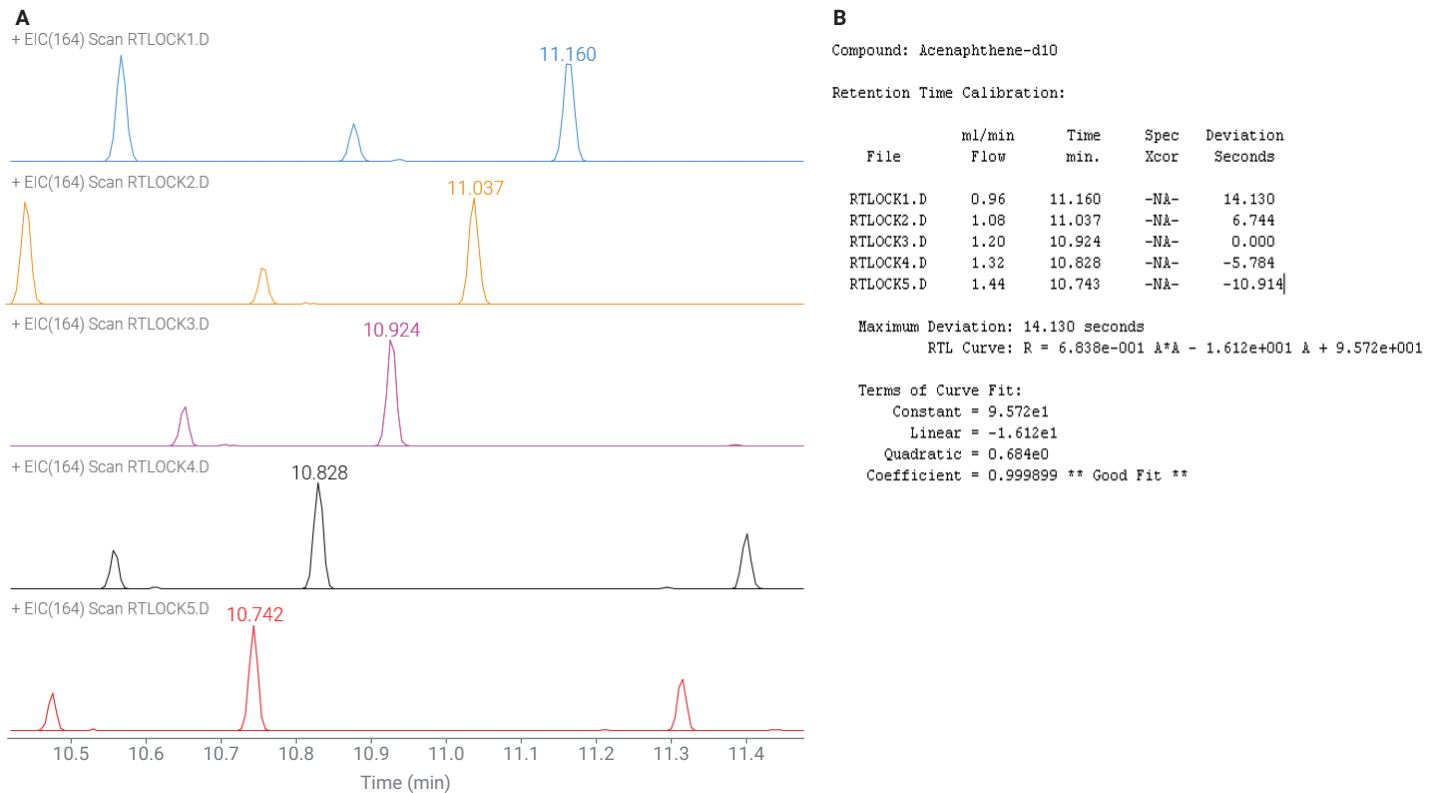 A
+ EIC(164) Scan RTLOCK1.D
11.160
+ EIC(164) Scan RTLOCK2.D
11.037
+ EIC(164) Scan RTLOCK3.D
10.924
+ EIC(164) Scan RTLOCK4.D
10.828
+ EIC(164) Scan RTLOCK5.D
10.742
10.5 10.6 10.7 10.8 10.9 11.0 11.1 11.2 11.3 11.4
Time (min)
B
Compound: Acenaphthene-d10
Retention Time Calibration:
ml/min Time Spec Deviation
File Flow min. Xcor Seconds
RTLOCK1.D 0.96 11.160 -NA- 14.130
RTLOCK2.D 1.08 11.037 -NA- 6.744
RTLOCK3.D 1.20 10.924 -NA- 0.000
RTLOCK4.D 1.32 10.828 -NA- -5.784
RTLOCK5.D 1.44 10.743 -NA- -10.914
Maximum Deviation: 14.130 seconds
RTL Curve: R = 6.838e-001 A*A - 1.612e+001 A + 9.572e+001
Terms of Curve Fit:
Constant = 9.572e1
Linear = -1.612e1
Quadratic = 0.684e0
Coefficient = 0.999899 ** Good Fit **